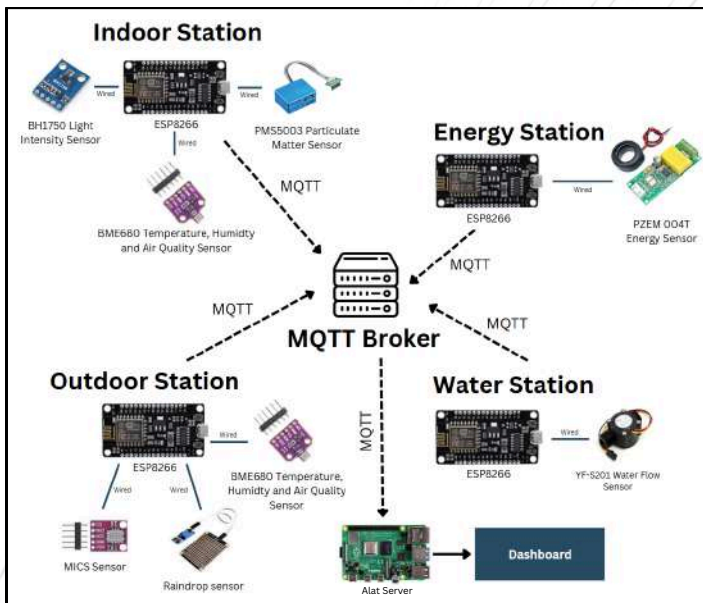 Indoor Station
Wired
Wired
BH1750 Light
Intensity Sensor
ESP8266
PMS5003 Particulate
Matter Sensor
Wired
BME680 Temperature, Humidity
and Air Quality Sensor
MQTT
Energy Station
Wired
ESP8266
PZEM 004T
Energy Sensor
MQTT
MQTT
MQTT
MQTT Broker
Outdoor Station
Wired
ESP8266
BME680 Temperature,
Humidty and Air Quality
Sensor
Wired
Wired
MICS Sensor
Raindrop sensor
MQTT
Water Station
Wired
ESP8266
YF-S201 Water Flow
Sensor
Alat Server
Dashboard